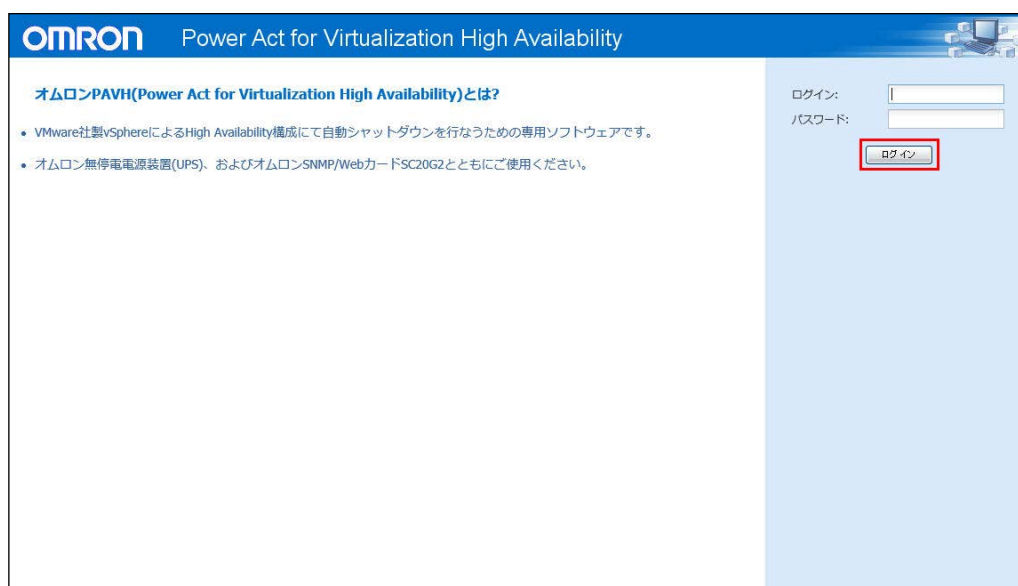 OMRON Power Act for Virtualization High Availability
オムロンPAVH(Power Act for Virtualization High Availability)とは?
• VMware社製vSphereによるHigh Availability構成にて自動シャットダウンを行なうための専用ソフトウェアです。
• オムロン無停電電源装置(UPS)、およびオムロンSNMP/WebカードSC20G2とともにご使用ください。
ログイン:
パスワード:
ログイン